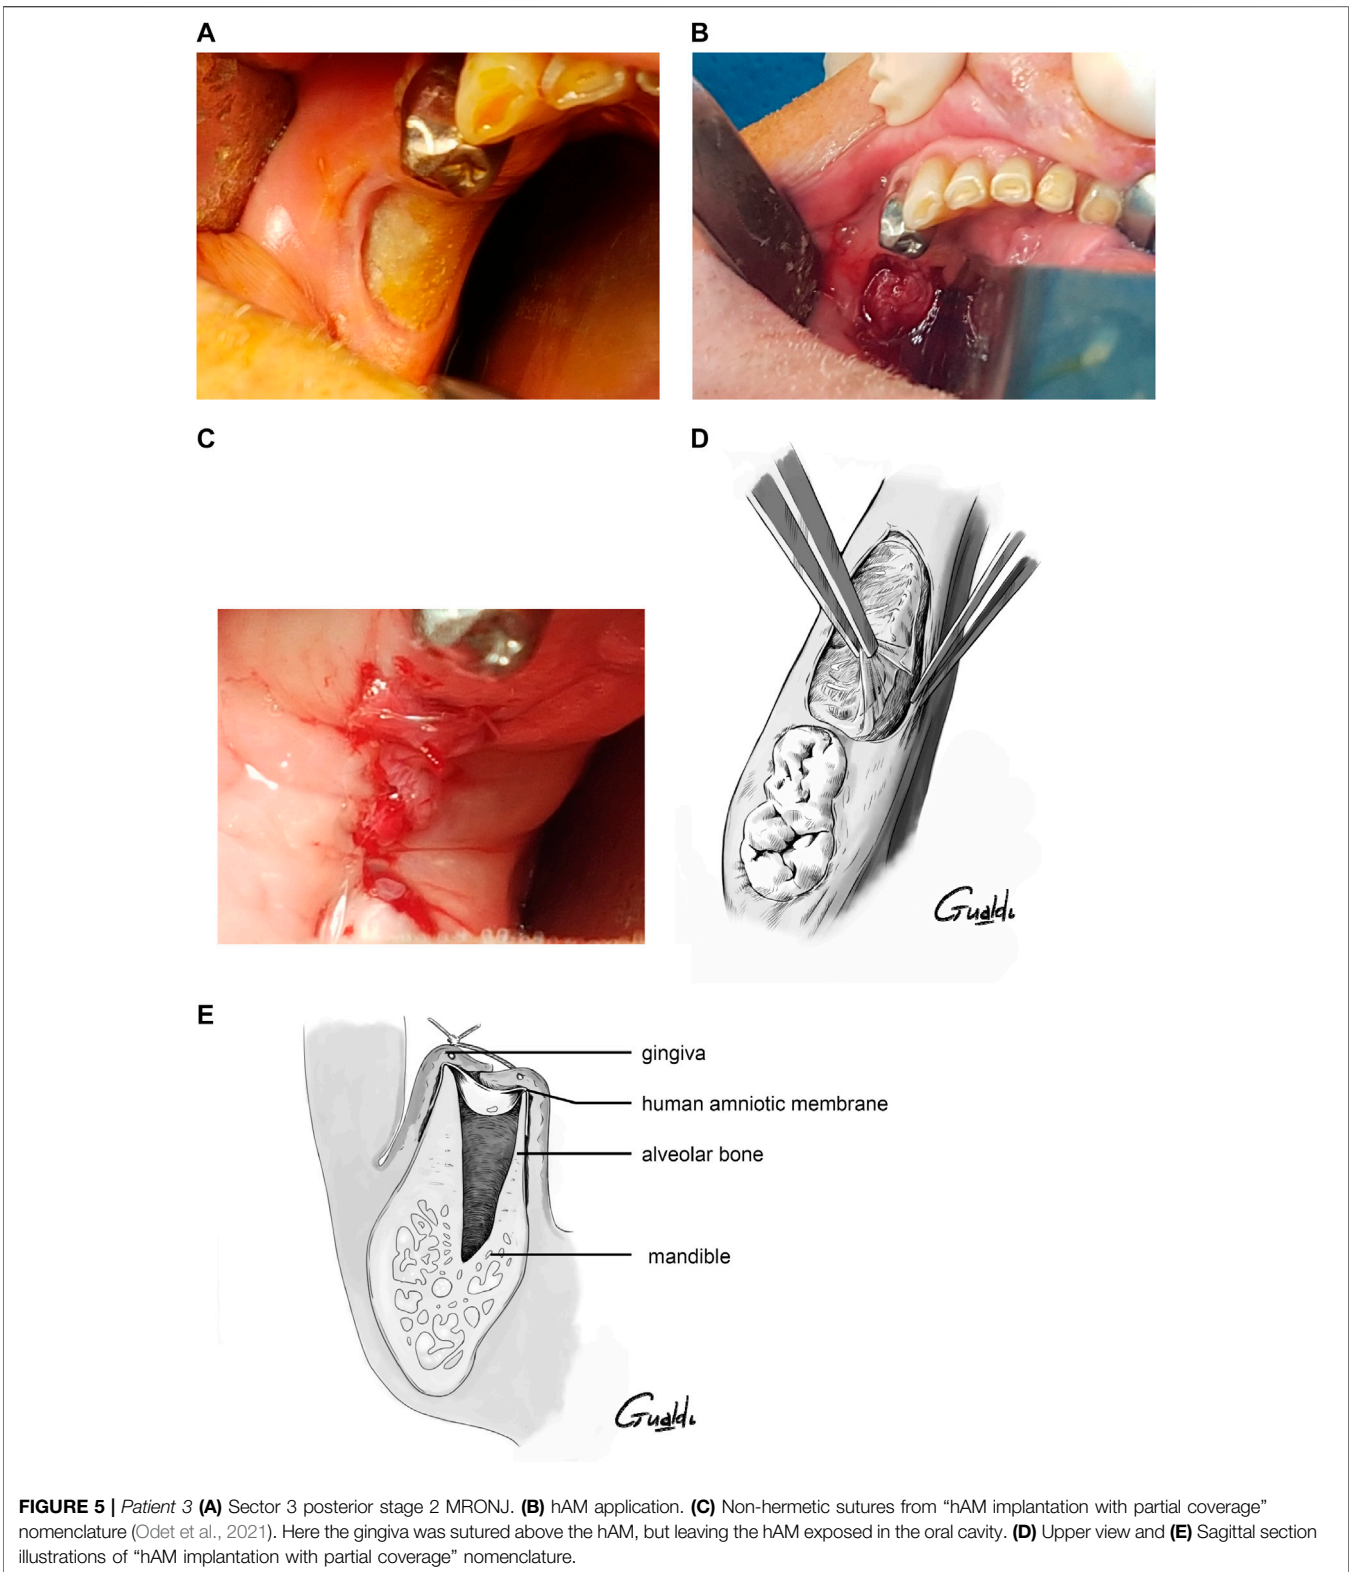 A
B
C
D
Gualdi
E
gingiva
human amniotic membrane
alveolar bone
mandible
Gualdi
FIGURE 5 | Patient 3 (A) Sector 3 posterior stage 2 MRONJ. (B) hAM application. (C) Non-hermetic sutures from “hAM implantation with partial coverage”
nomenclature (Odet et al., 2021). Here the gingiva was sutured above the hAM, but leaving the hAM exposed in the oral cavity. (D) Upper view and (E) Sagittal section
illustrations of “hAM implantation with partial coverage” nomenclature.